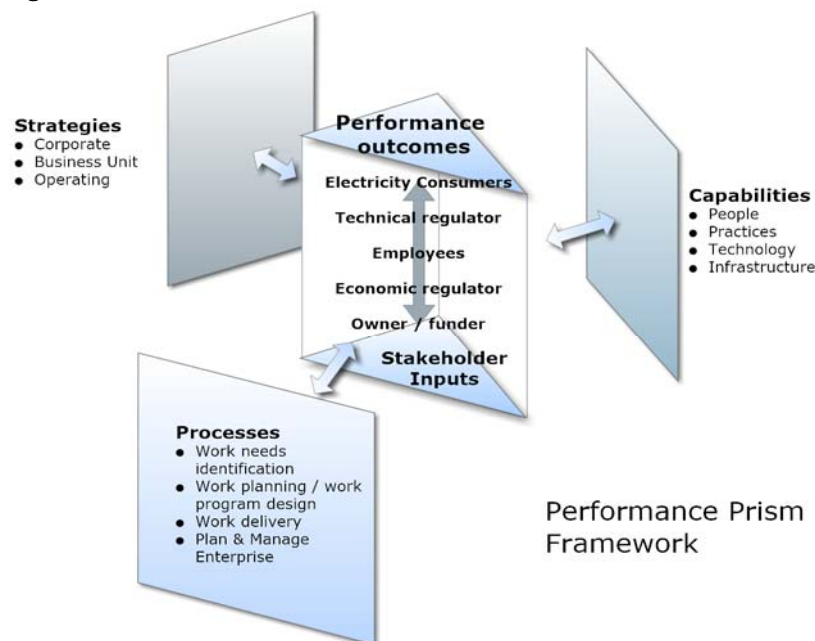 Strategies
● Corporate
● Business Unit
● Operating
Performance
outcomes
Electricity Consumers
Technical regulator
Employees
Economic regulator
Owner / funder
Stakeholder
Inputs
Capabilities
● People
● Practices
● Technology
● Infrastructure
Processes
● Work needs
identification
● Work planning / work
program design
● Work delivery
● Plan & Manage
Enterprise
Performance Prism
Framework